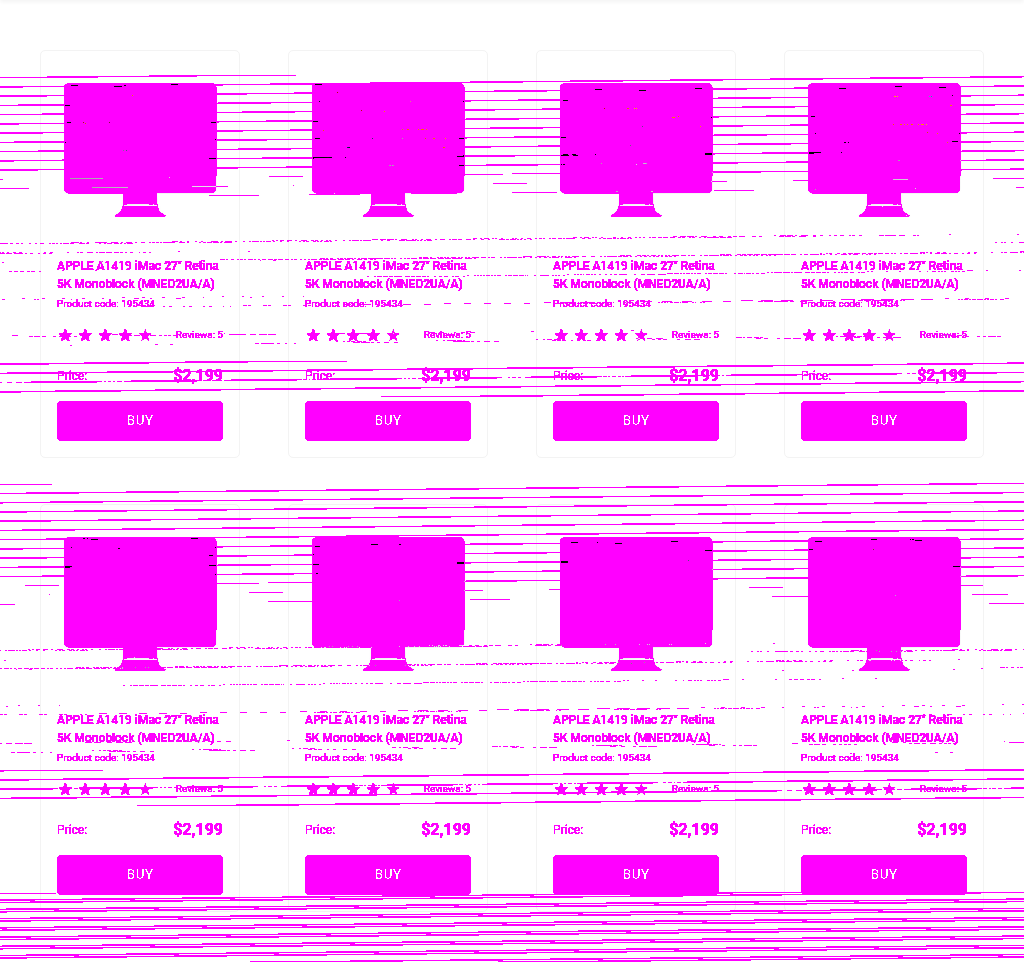 APPLE A1419 iMac 27" Retina
5K Monoblock (MNED2UA/A)
Product code: 195434
Reviews: 5
Price: $2,199
BUY
APPLE A1419 iMac 27" Retina
5K Monoblock (MNED2UA/A)
Product code: 195434
Reviews: 5
Price: $2,199
BUY
APPLE A1419 iMac 27" Retina
5K Monoblock (MNED2UA/A)
Product code: 195434
Reviews: 5
Price: $2,199
BUY
APPLE A1419 iMac 27" Retina
5K Monoblock (MNED2UA/A)
Product code: 195434
Reviews: 5
Price: $2,199
BUY
APPLE A1419 iMac 27" Retina
5K Monoblock (MNED2UA/A)
Product code: 195434
Reviews: 5
Price: $2,199
BUY
APPLE A1419 iMac 27" Retina
5K Monoblock (MNED2UA/A)
Product code: 195434
Reviews: 5
Price: $2,199
BUY
APPLE A1419 iMac 27" Retina
5K Monoblock (MNED2UA/A)
Product code: 195434
Reviews: 5
Price: $2,199
BUY
APPLE A1419 iMac 27" Retina
5K Monoblock (MNED2UA/A)
Product code: 195434
Reviews: 5
Price: $2,199
BUY